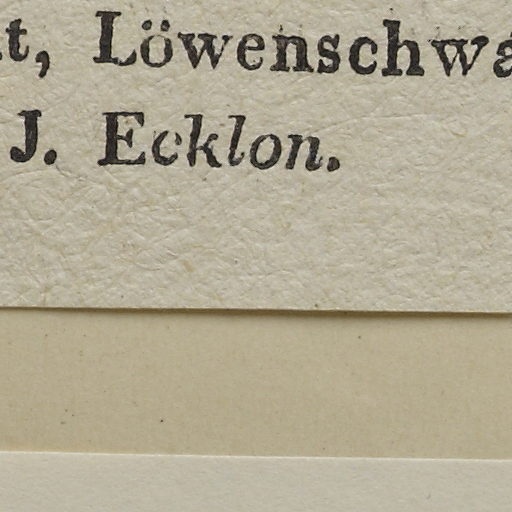 t, Löwenschwa
J. Ecklon.